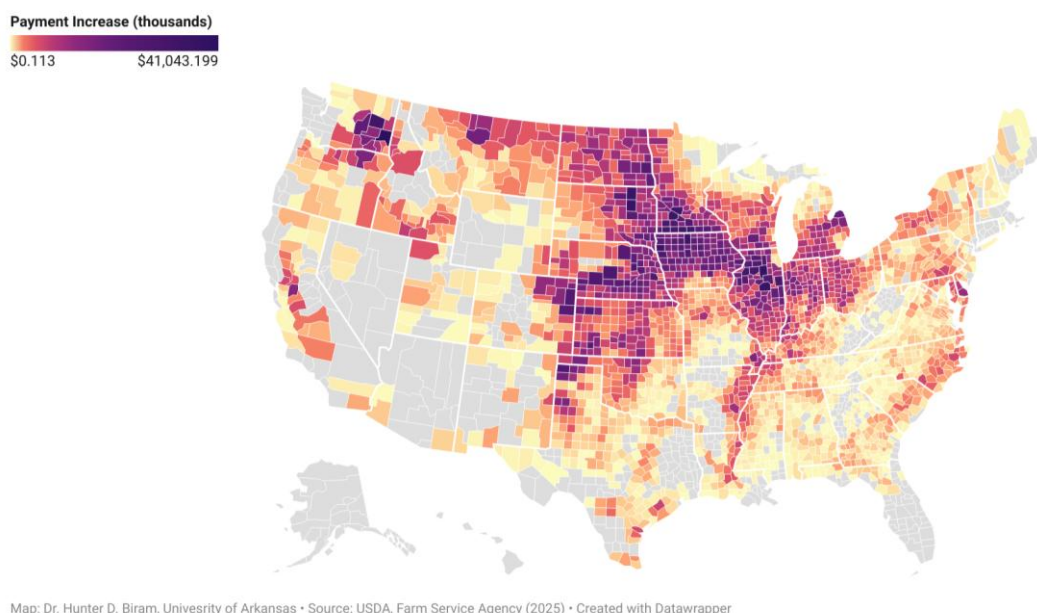 Payment Increase (thousands)
$0.113 $41,043.199
Map: Dr. Hunter D. Biram, Univesrity of Arkansas • Source: USDA, Farm Service Agency (2025) • Created with Datawrapper